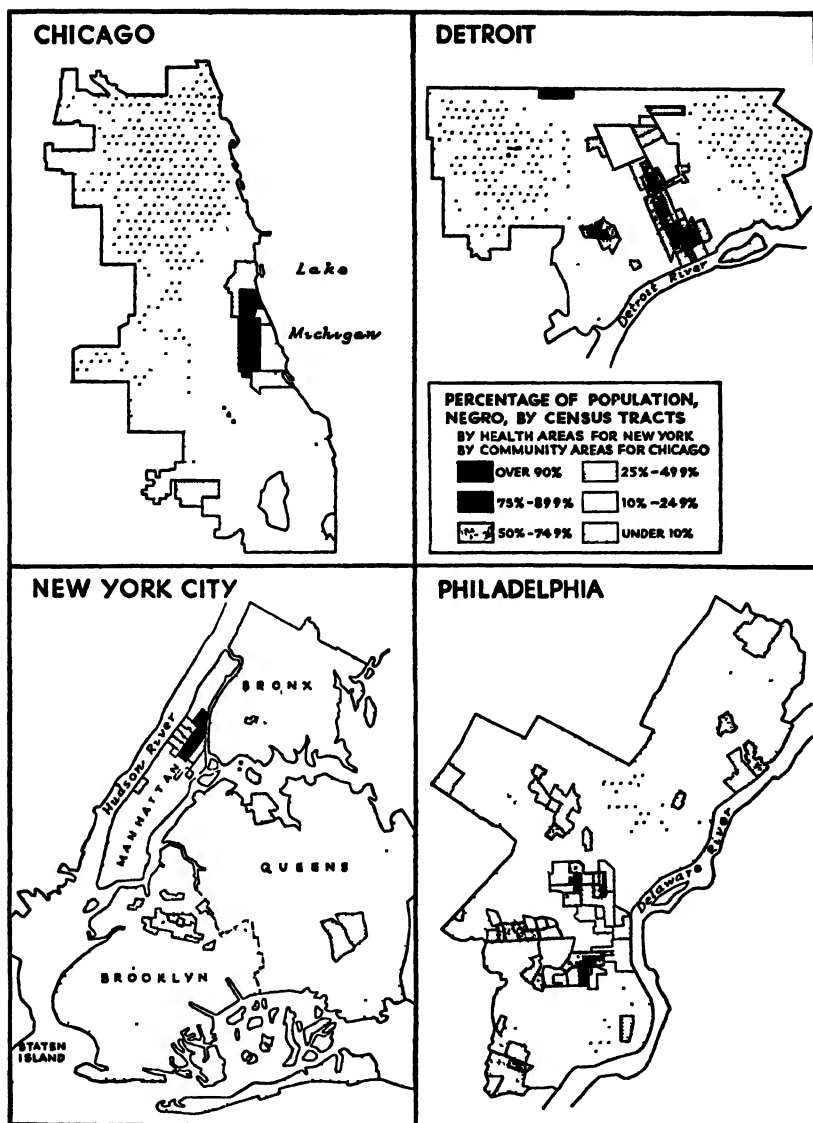 CHICAGO
Lake
Michigan
DETROIT
Detroit River
PERCENTAGE OF POPULATION,
NEGRO, BY CENSUS TRACTS
BY HEALTH AREAS FOR NEW YORK
BY COMMUNITY AREAS FOR CHICAGO
OVER 90%
25%-49 9%
75%-89 9%
10%-24 9%
50%-74 9%
UNDER 10%
NEW YORK CITY
BRONX
Hudson River
MANHATTAN
QUEENS
BROOKLYN
STATEN
ISLAND
PHILADELPHIA
Delaware River